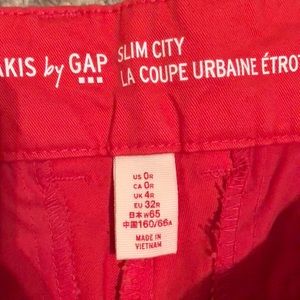 AKIS by GAP
SLIM CITY
LA COUPE URBAINE ÉTRO
US 0R
CA 0R
UK 4R
EU 32R
日本 W65
中国 160/66A
MADE IN
VIETNAM